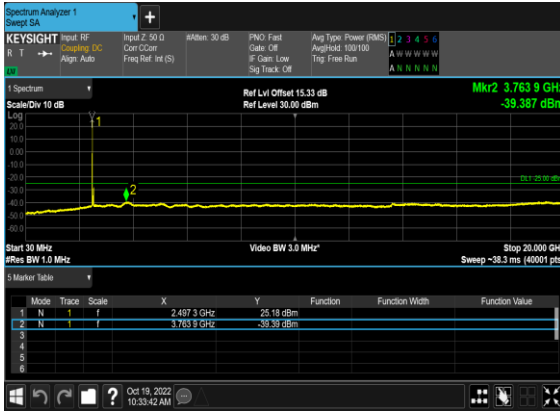 Spectrum Analyzer 1
Swept SA
+
KEYSIGHT
R T
LXI
Input: RF
Coupling: DC
Align: Auto
Input Z: 50 Ω
Corr CCorr
Freq Ref: Int (S)
#Atten: 30 dB
PNO: Fast
Gate: Off
IF Gain: Low
Sig Track: Off
Avg Type: Power (RMS)
Avg|Hold: 100/100
Trig: Free Run
1 2 3 4 5 6
A W W W W W
A N N N N N
1 Spectrum
Scale/Div 10 dB
Ref Lvl Offset 15.33 dB
Ref Level 30.00 dBm
Mkr2 3.763 9 GHz
-39.387 dBm
Log
20.0
10.0
0.00
-10.0
-20.0
-30.0
-40.0
-50.0
-60.0
1
2
DL1 -25.00 dBm
Start 30 MHz
#Res BW 1.0 MHz
Video BW 3.0 MHz*
Stop 20.000 GHz
Sweep ~38.3 ms (40001 pts)
5 Marker Table
Mode Trace Scale X Y Function Function Width Function Value
1 N 1 f 2.497 3 GHz 25.18 dBm
2 N 1 f 3.763 9 GHz -39.39 dBm
3
4
5
6
?
Oct 19, 2022
10:33:42 AM